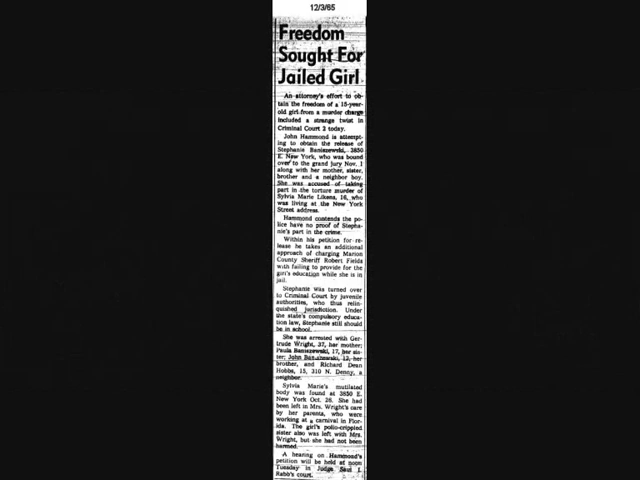 12/3/65
Freedom
Sought For
Jailed Girl
An attorney's effort to ob-
tain the freedom of a 15-year-
old girl from a murder charge
included a strange twist in
Criminal Court 2 today.
John Hammond is attempt-
ing to obtain the release of
Stephanie Baniszewski, 3850
E. New York, who was bound
over to the grand jury Nov. 1
along with her mother, sister,
brother and a neighbor boy.
She was accused of taking
part in the torture murder of
Sylvia Marie Likens, 16, who
was living at the New York
Street address.
Hammond contends the po-
lice have no proof of Stepha-
nie's part in the crime.
Within his petition for re-
lease he takes an additional
approach of charging Marion
County Sheriff Robert Fields
with failing to provide for the
girl's education while she is in
jail.
Stephanie was turned over
to Criminal Court by juvenile
authorities, who thus relin-
quished jurisdiction. Under
the state's compulsory educa-
tion law, Stephanie still should
be in school.
She was arrested with Ger-
trude Wright, 37, her mother;
Paula Baniszewski, 17, her sis-
ter; John Baniszewski, 12, her
brother, and Richard Dean
Hobbs, 15, 310 N. Denny, a
neighbor.
Sylvia Marie's mutilated
body was found at 3850 E.
New York Oct. 26. She had
been left in Mrs. Wright's care
by her parents, who were
working at a carnival in Flor-
ida. The girl's polio-crippled
sister also was left with Mrs.
Wright, but she had not been
harmed.
A hearing on Hammond's
petition will be held at noon
Tuesday in Judge Saul I.
Rabb's court.